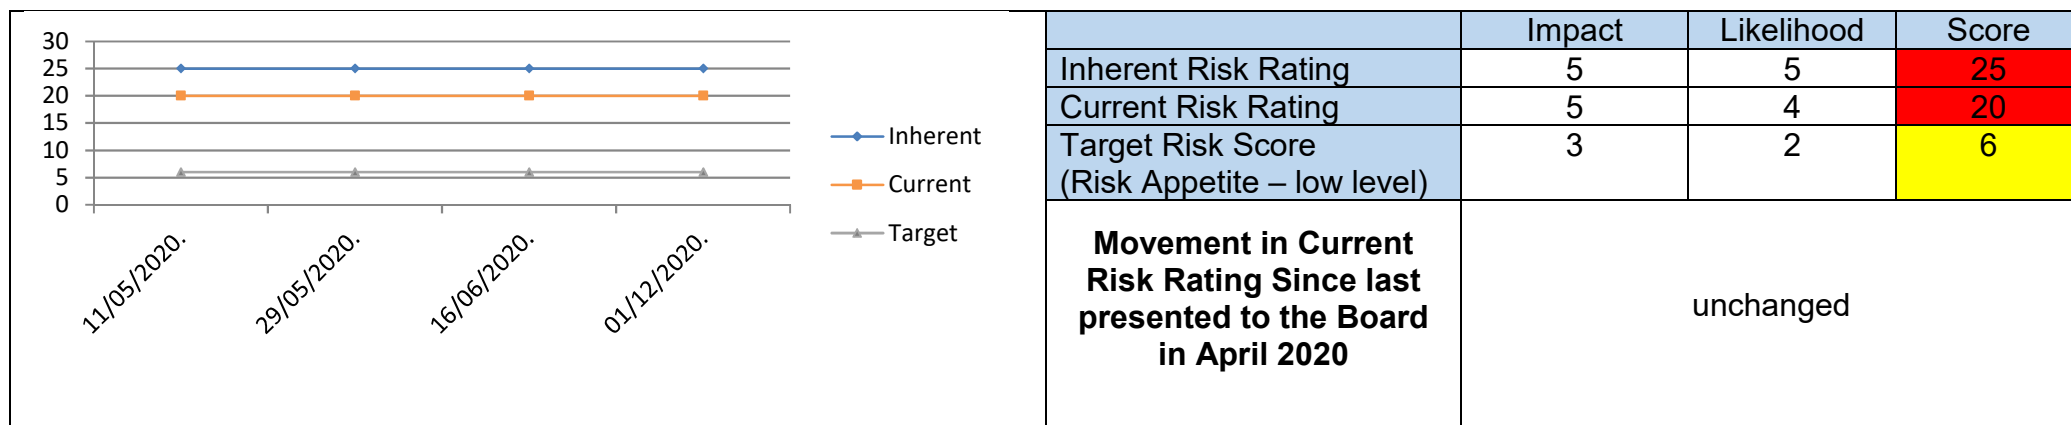 30
25
20
15
10
5
0
11/05/2020.
29/05/2020.
16/06/2020.
01/12/2020.
Inherent
Current
Target
Impact Likelihood Score
Inherent Risk Rating 5 5 25
Current Risk Rating 5 4 20
Target Risk Score 3 2 6
(Risk Appetite – low level)
Movement in Current
Risk Rating Since last
presented to the Board
in April 2020
unchanged